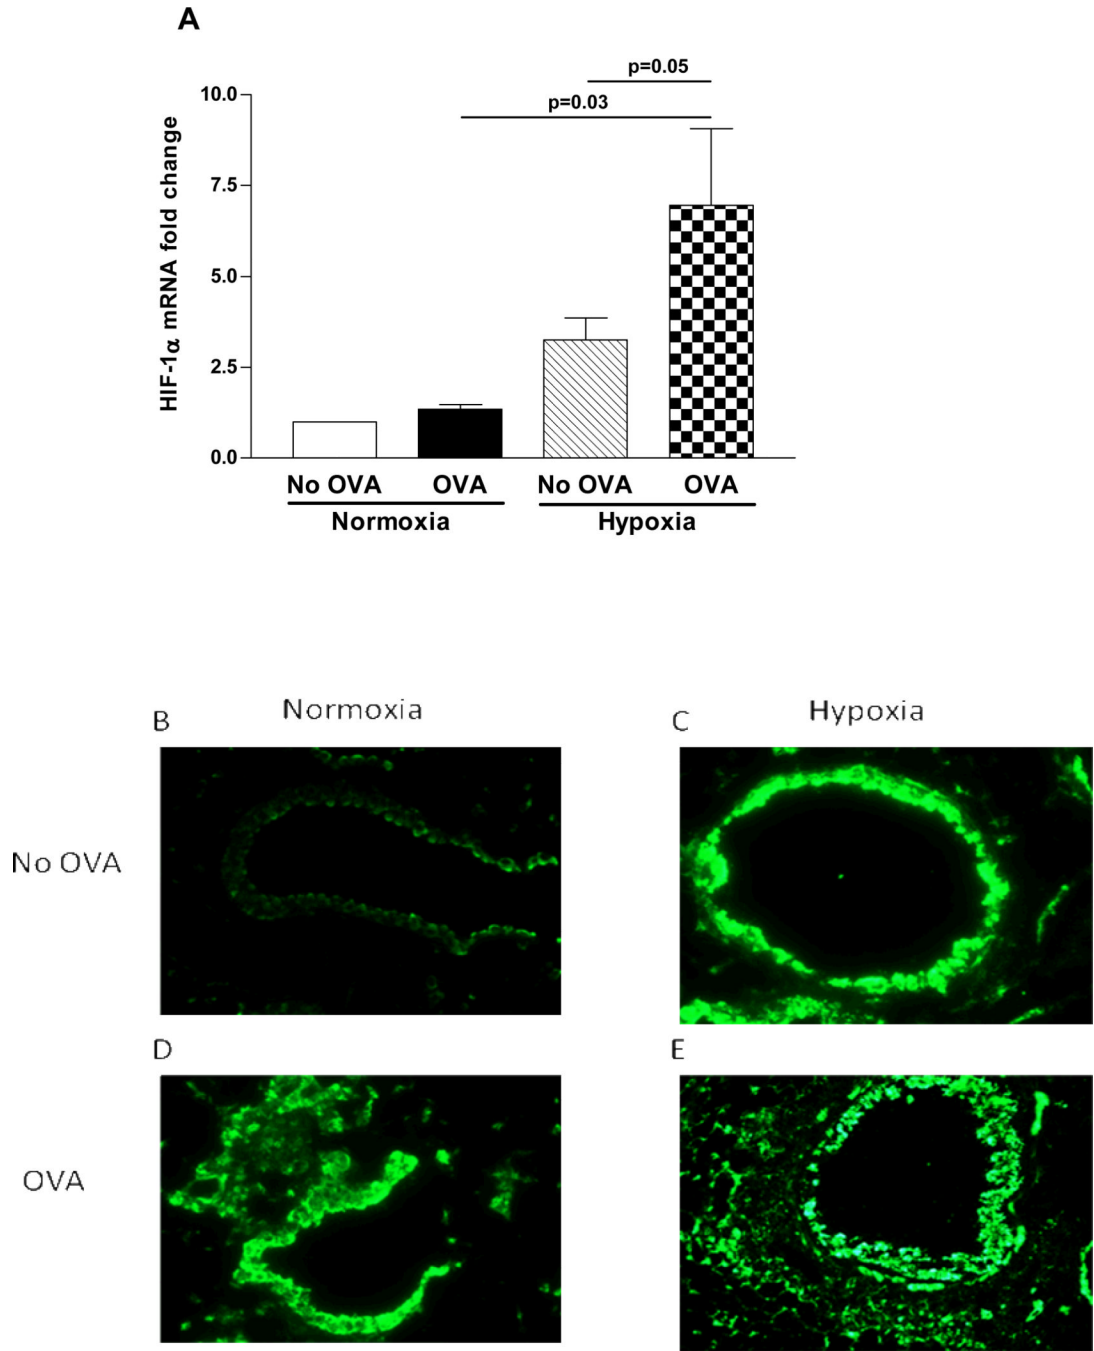 A
p=0.05
p=0.03
10.0
7.5
5.0
2.5
0.0
HIF-1α mRNA fold change
No OVA OVA No OVA OVA
Normoxia Hypoxia
B Normoxia C Hypoxia
No OVA
D E
OVA